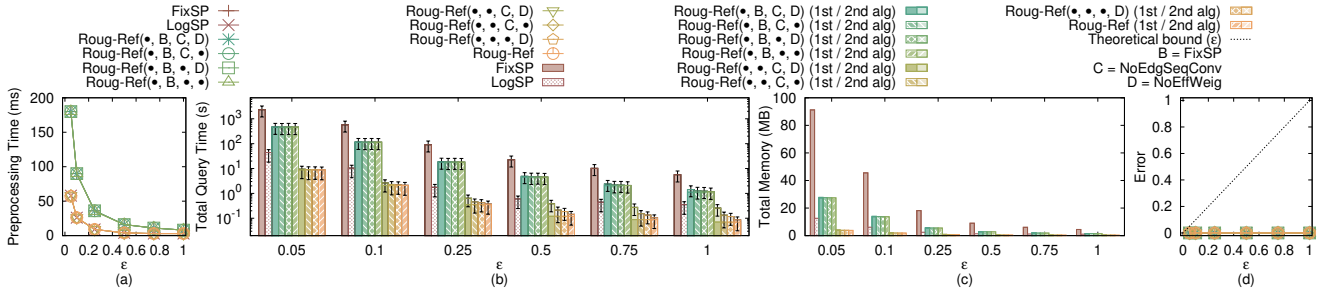 FixSP
LogSP
Roug-Ref(•, B, C, D)
Roug-Ref(•, B, C, •)
Roug-Ref(•, B, •, D)
Roug-Ref(•, B, •, •)
Roug-Ref(•, •, C, D)
Roug-Ref(•, •, C, •)
Roug-Ref(•, •, •, D)
Roug-Ref
FixSP
LogSP
Roug-Ref(•, B, C, D) (1st / 2nd alg)
Roug-Ref(•, B, C, •) (1st / 2nd alg)
Roug-Ref(•, B, •, D) (1st / 2nd alg)
Roug-Ref(•, B, •, •) (1st / 2nd alg)
Roug-Ref(•, •, C, D) (1st / 2nd alg)
Roug-Ref(•, •, C, •) (1st / 2nd alg)
Roug-Ref(•, •, •, D) (1st / 2nd alg)
Roug-Ref (1st / 2nd alg)
Theoretical bound (ε)
B = FixSP
C = NoEdgSeqConv
D = NoEffWeig
Preprocessing Time (ms)
200
150
100
50
0
0 0.2 0.4 0.6 0.8 1
ε
(a)
Total Query Time (s)
10³
10²
10¹
10⁰
10⁻¹
0.05 0.1 0.25 0.5 0.75 1
ε
(b)
Total Memory (MB)
100
80
60
40
20
0
0.05 0.1 0.25 0.5 0.75 1
ε
(c)
Error
1
0.8
0.6
0.4
0.2
0
0 0.2 0.4 0.6 0.8 1
ε
(d)